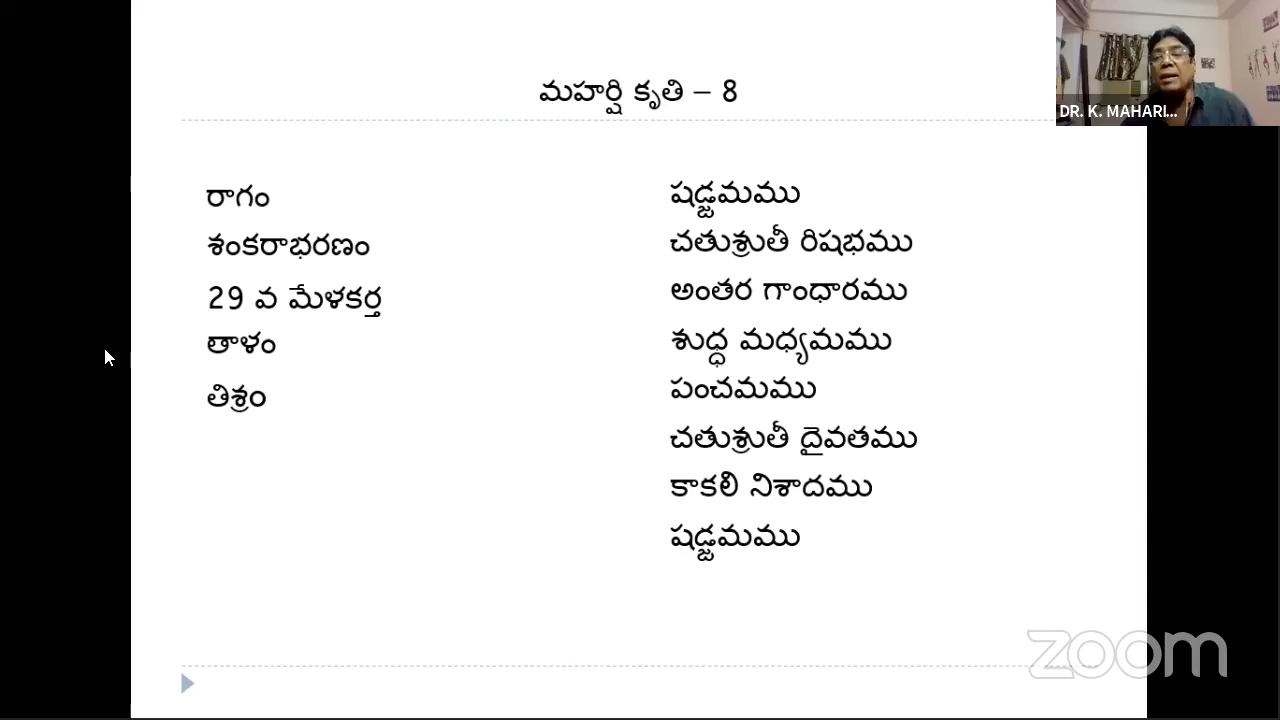 మహర్షి కృతి – 8
DR. K. MAHARI...
రాగం
శంకరాభరణం
29 వ మేళకర్త
తాళం
తిశ్రం
షడ్జమము
చతుశ్రుతీ రిషభము
అంతర గాంధారము
శుద్ధ మధ్యమము
పంచమము
చతుశ్రుతీ దైవతము
కాకలి నిశాదము
షడ్జమము
zoom